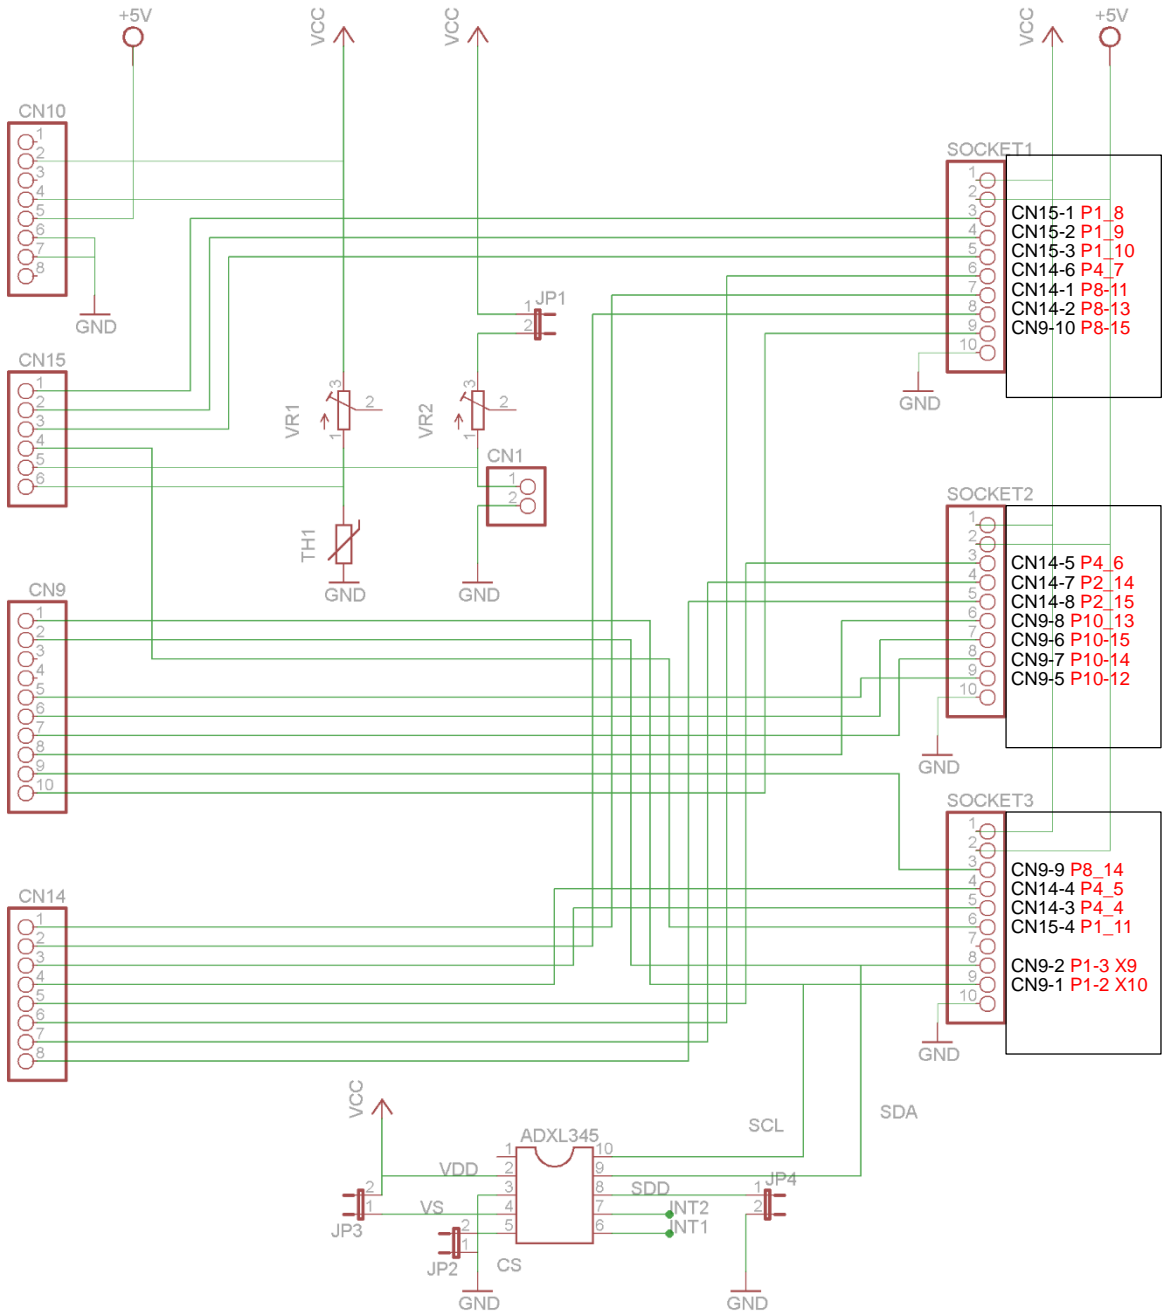 +5V
VCC
VCC
VCC
+5V
CN10
1
2
3
4
5
6
7
8
GND
SOCKET1
1
2
3
4
5
6
7
8
9
10
CN15-1 P1_8
CN15-2 P1_9
CN15-3 P1_10
CN14-6 P4_7
CN14-1 P8-11
CN14-2 P8-13
CN9-10 P8-15
GND
JP1
1
2
CN15
1
2
3
4
5
6
VR1
3
2
1
VR2
3
2
1
CN1
1
2
TH1
GND
GND
SOCKET2
1
2
3
4
5
6
7
8
9
10
CN14-5 P4_6
CN14-7 P2_14
CN14-8 P2_15
CN9-8 P10_13
CN9-6 P10-15
CN9-7 P10-14
CN9-5 P10-12
GND
CN9
1
2
3
4
5
6
7
8
9
10
SOCKET3
1
2
3
4
5
6
7
8
9
10
CN9-9 P8_14
CN14-4 P4_5
CN14-3 P4_4
CN15-4 P1_11
CN9-2 P1-3 X9
CN9-1 P1-2 X10
GND
CN14
1
2
3
4
5
6
7
8
VCC
ADXL345
SCL
SDA
1
2
3
4
5
10
9
8
7
6
VDD
VS
CS
SDD
INT2
INT1
JP3
2
1
JP2
2
1
JP4
1
2
GND
GND